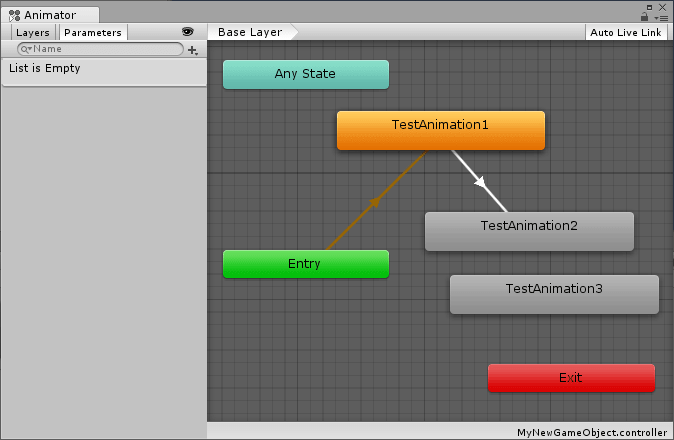 Animator
Layers Parameters
Name
List is Empty
Base Layer
Auto Live Link
Any State
TestAnimation1
TestAnimation2
Entry
TestAnimation3
Exit
MyNewGameObject.controller